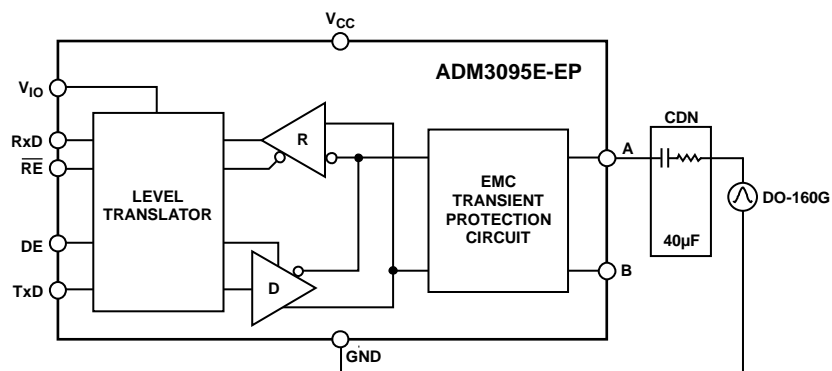 VCC
ADM3095E-EP
VIO
RxD
RE
DE
TxD
LEVEL
TRANSLATOR
R
D
EMC
TRANSIENT
PROTECTION
CIRCUIT
A
B
CDN
40µF
DO-160G
GND